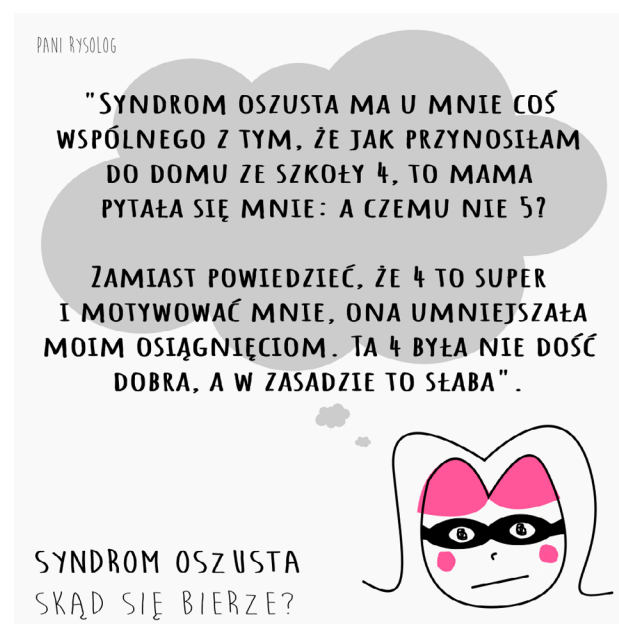 PANI RYSOLOG
"SYNDROM OSZUSTA MA U MNIE COŚ
WSPÓLNEGO Z TYM, ŻE JAK PRZYNOSIŁAM
DO DOMU ZE SZKOŁY 4, TO MAMA
PYTAŁA SIĘ MNIE: A CZEMU NIE 5?
ZAMIAST POWIEDZIEĆ, ŻE 4 TO SUPER
I MOTYWOWAĆ MNIE, ONA UMNIEJSZAŁA
MOIM OSIĄGNIĘCIOM. TA 4 BYŁA NIE DOŚĆ
DOBRA, A W ZASADZIE TO SŁABA".
SYNDROM OSZUSTA
SKĄD SIĘ BIERZE?